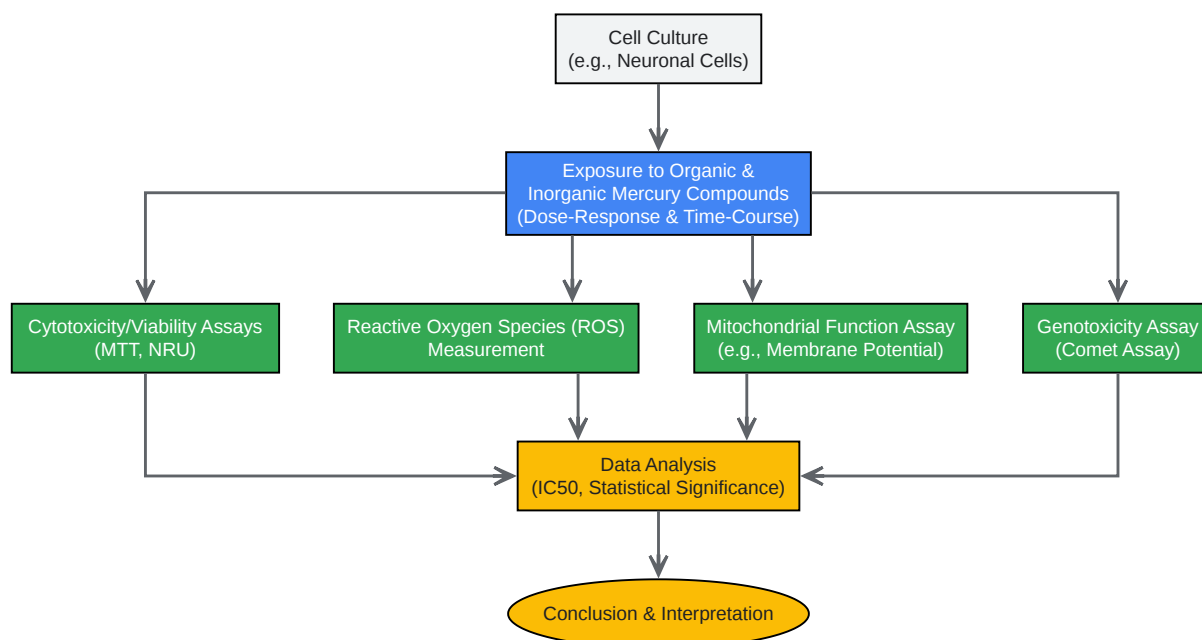 Cell Culture
(e.g., Neuronal Cells)
Exposure to Organic &
Inorganic Mercury Compounds
(Dose-Response & Time-Course)
Cytotoxicity/Viability Assays
(MTT, NRU)
Reactive Oxygen Species (ROS)
Measurement
Mitochondrial Function Assay
(e.g., Membrane Potential)
Genotoxicity Assay
(Comet Assay)
Data Analysis
(IC50, Statistical Significance)
Conclusion & Interpretation